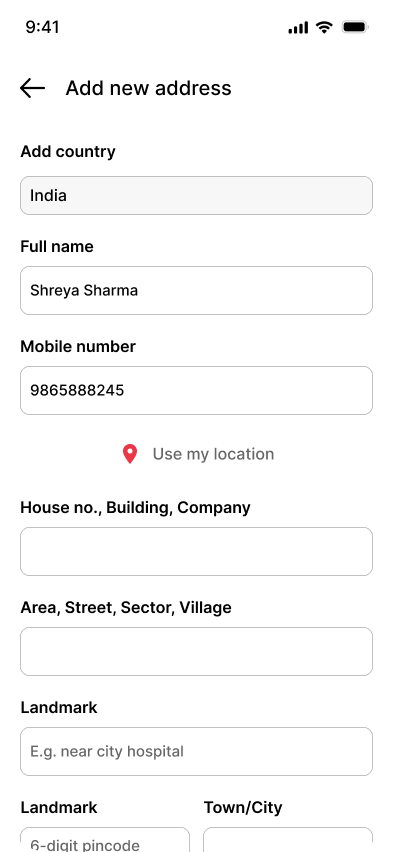 9:41
Add new address
Add country
India
Full name
Shreya Sharma
Mobile number
9865888245
Use my location
House no., Building, Company
Area, Street, Sector, Village
Landmark
E.g. near city hospital
Landmark Town/City
6-digit pincode